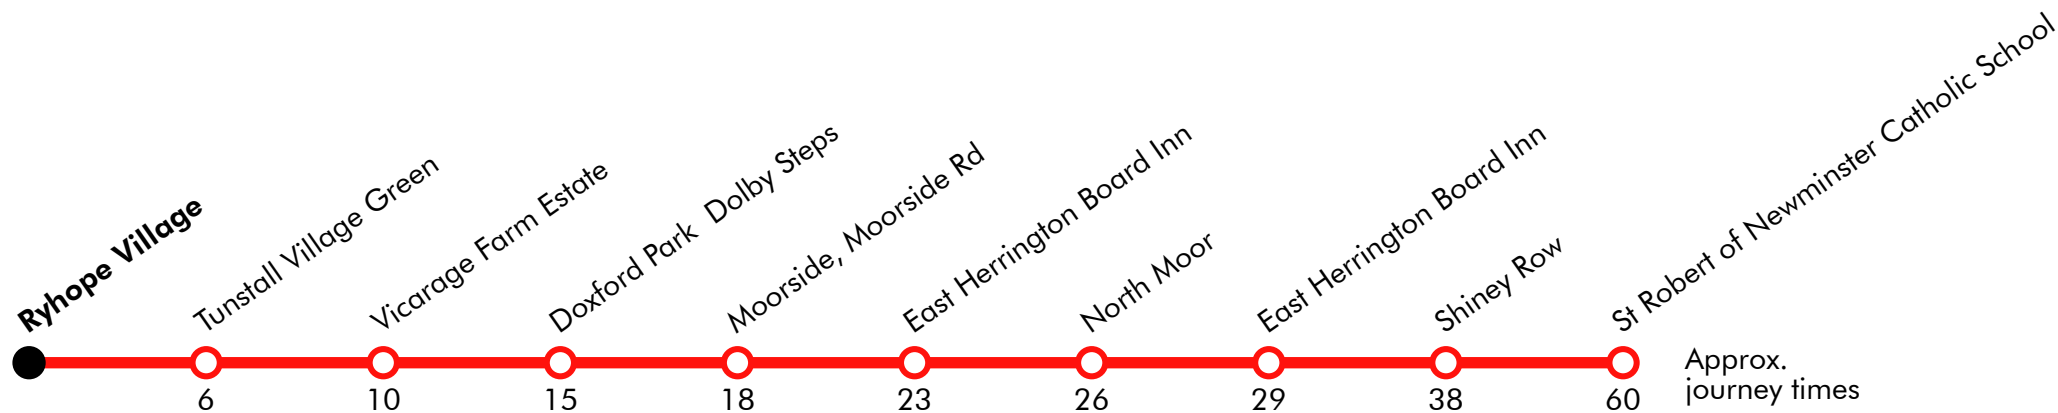 Ryhope Village
Tunstall Village Green
Vicarage Farm Estate
Doxford Park  Dolby Steps
Moorside, Moorside Rd
East Herrington Board Inn
North Moor
East Herrington Board Inn
Shiney Row
St Robert of Newminster Catholic School
6 10 15 18 23 26 29 38 60
Approx.
journey times